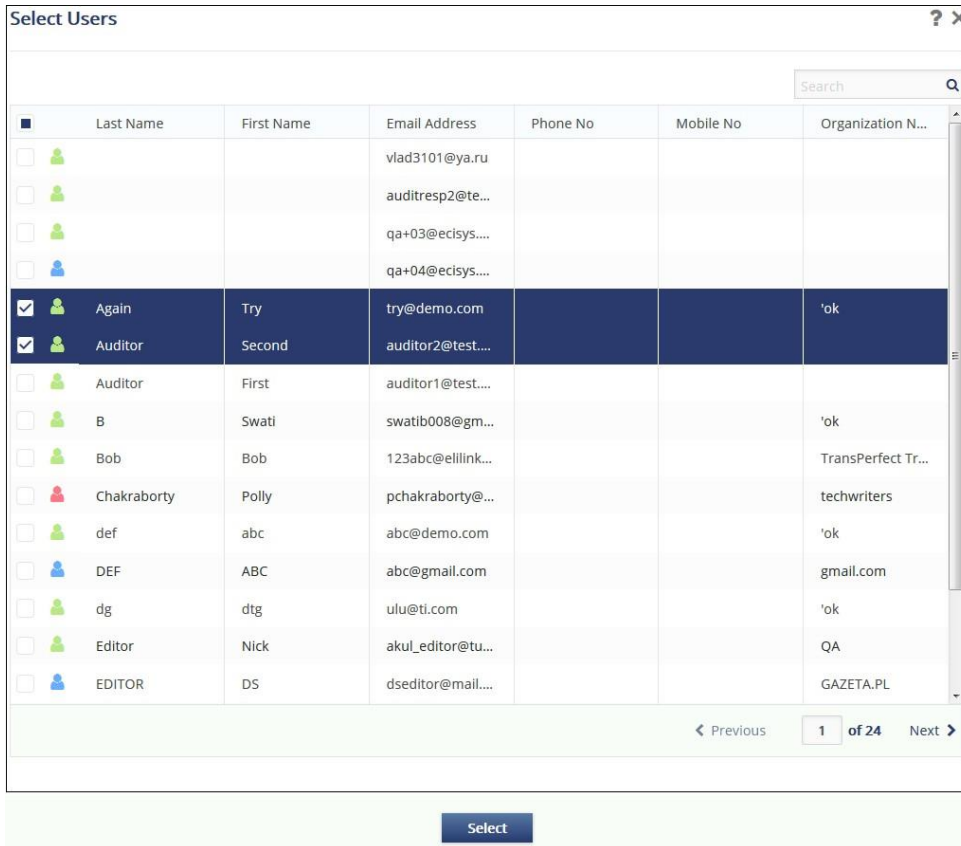 Select Users ? X
Search
Last Name First Name Email Address Phone No Mobile No Organization N...
vlad3101@ya.ru
auditresp2@te...
qa+03@ecisys....
qa+04@ecisys....
Again Try try@demo.com 'ok
Auditor Second auditor2@test....
Auditor First auditor1@test....
B Swati swatib008@gm... 'ok
Bob Bob 123abc@elilink... TransPerfect Tr...
Chakraborty Polly pchakraborty@... techwriters
def abc abc@demo.com 'ok
DEF ABC abc@gmail.com gmail.com
dg dtg ulu@ti.com 'ok
Editor Nick akul_editor@tu... QA
EDITOR DS dseditor@mail.... GAZETA.PL
Previous 1 of 24 Next
Select